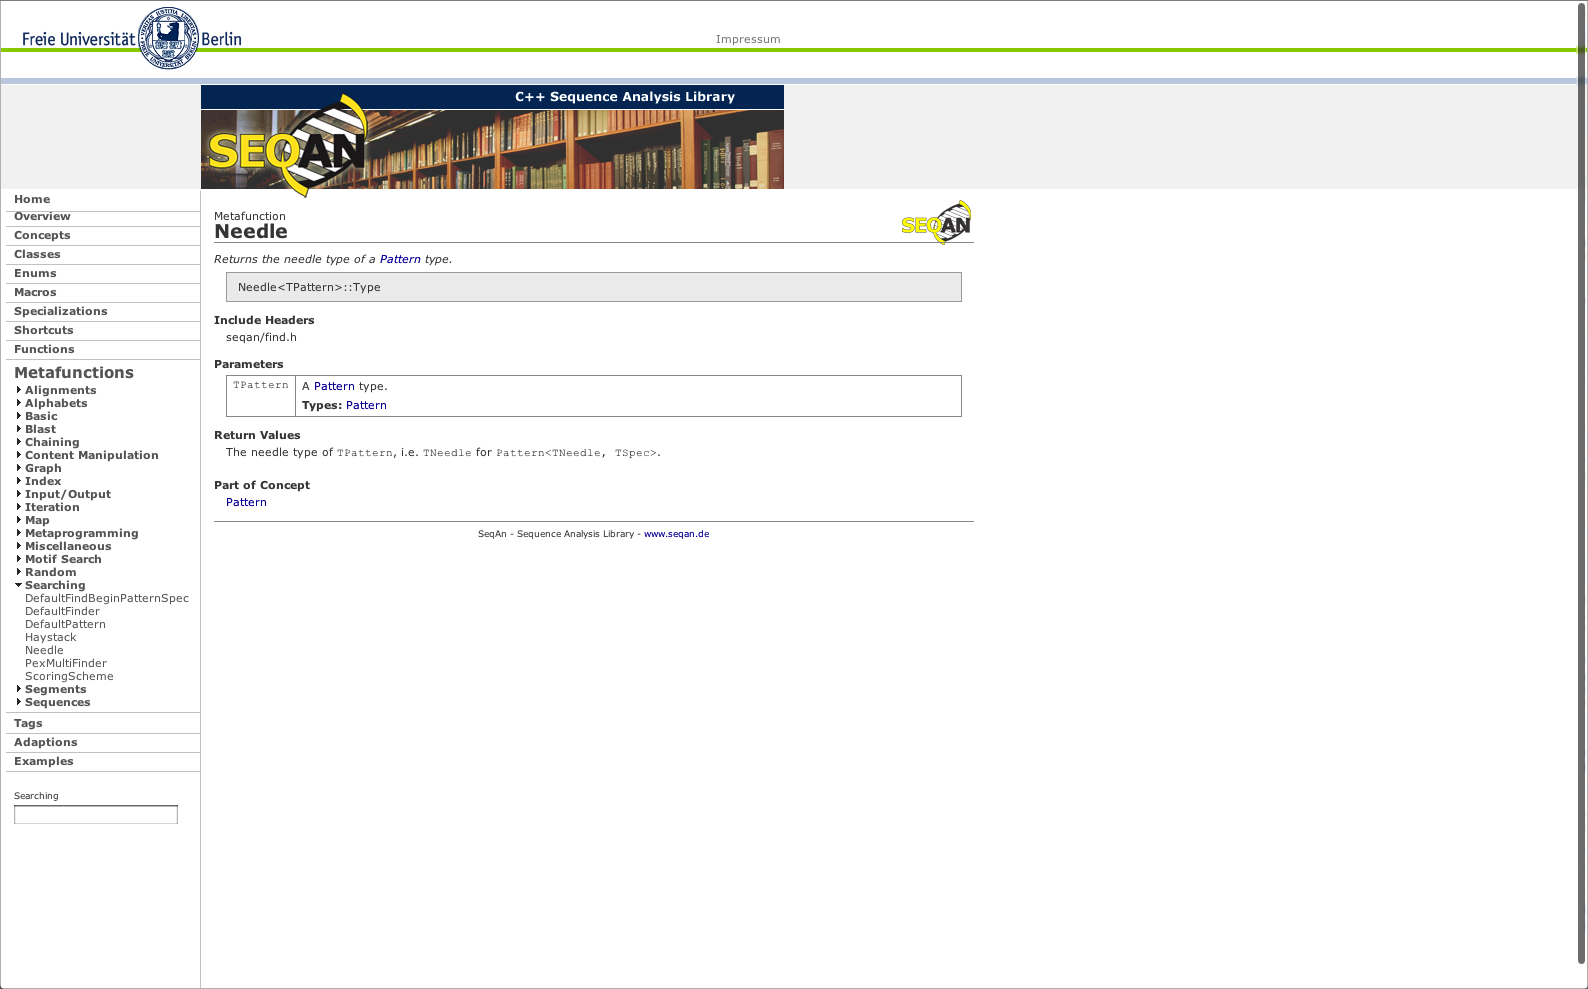 Freie Universität Berlin
Impressum
C++ Sequence Analysis Library
SEQAN
Home
Overview
Concepts
Classes
Enums
Macros
Specializations
Shortcuts
Functions
Metafunctions
Alignments
Alphabets
Basic
Blast
Chaining
Content Manipulation
Graph
Index
Input/Output
Iteration
Map
Metaprogramming
Miscellaneous
Motif Search
Random
Searching
DefaultFindBeginPatternSpec
DefaultFinder
DefaultPattern
Haystack
Needle
PexMultiFinder
ScoringScheme
Segments
Sequences
Tags
Adaptions
Examples
Searching
Metafunction
Needle
SEQAN
Returns the needle type of a Pattern type.
Needle<TPattern>::Type
Include Headers
seqan/find.h
Parameters
TPattern A Pattern type.
Types: Pattern
Return Values
The needle type of TPattern, i.e. TNeedle for Pattern<TNeedle, TSpec>.
Part of Concept
Pattern
SeqAn - Sequence Analysis Library - www.seqan.de